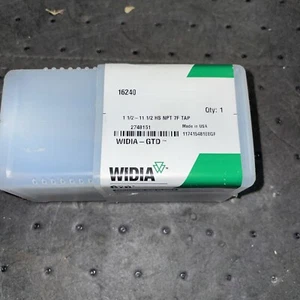 16240
1 1/2-11 1/2 HS NPT 7F TAP
Qty: 1
2740151
Made in USA
WIDIA-GTD
WIDIA